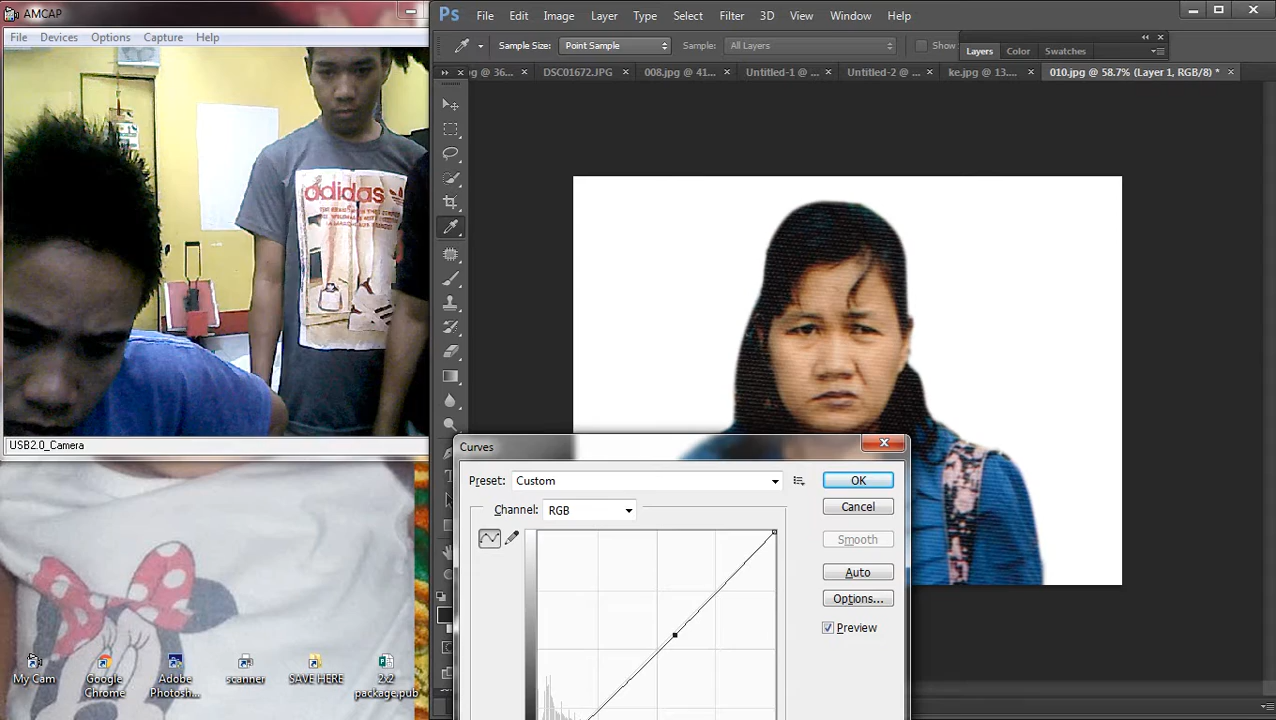 AMCAP
File Devices Options Capture Help
adidas
USB2.0_Camera
My Cam
Google Chrome
Adobe Photosh...
scanner
SAVE HERE
2x2 package.pub
Ps File Edit Image Layer Type Select Filter 3D View Window Help
Sample Size: Point Sample Sample: All Layers Show
Layers Color Swatches
g @ 36... × DSC01672.JPG × 008.jpg @ 41... × Untitled-1 @ ... × Untitled-2 @ ... × ke.jpg @ 13.... × 010.jpg @ 58.7% (Layer 1, RGB/8) * ×
Curves
Preset: Custom
OK
Channel: RGB
Cancel
Smooth
Auto
Options...
Preview